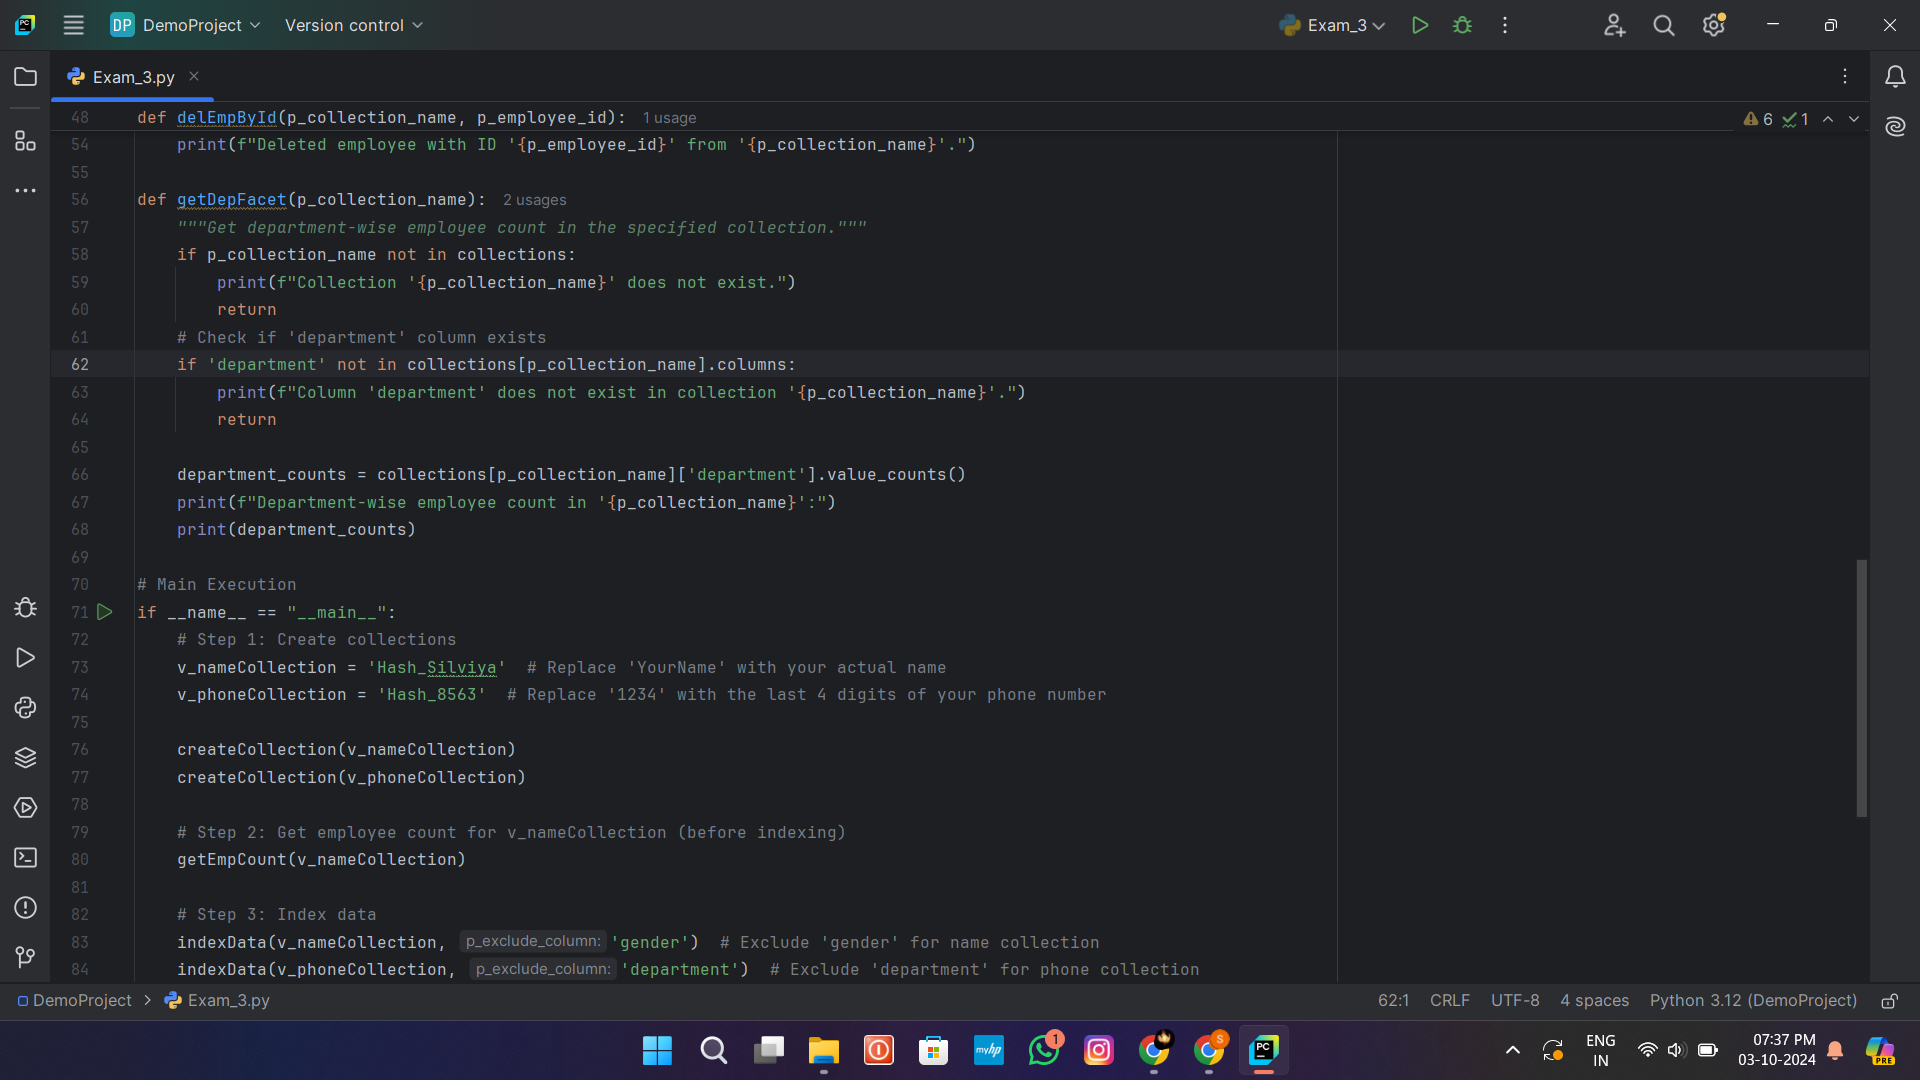 DP DemoProject Version control Exam_3
Exam_3.py
48 def delEmpById(p_collection_name, p_employee_id): 1 usage 6 1
54 print(f"Deleted employee with ID '{p_employee_id}' from '{p_collection_name}'.")
55
56 def getDepFacet(p_collection_name): 2 usages
57 """Get department-wise employee count in the specified collection."""
58 if p_collection_name not in collections:
59 print(f"Collection '{p_collection_name}' does not exist.")
60 return
61 # Check if 'department' column exists
62 if 'department' not in collections[p_collection_name].columns:
63 print(f"Column 'department' does not exist in collection '{p_collection_name}'.")
64 return
65
66 department_counts = collections[p_collection_name]['department'].value_counts()
67 print(f"Department-wise employee count in '{p_collection_name}':")
68 print(department_counts)
69
70 # Main Execution
71 if __name__ == "__main__":
72 # Step 1: Create collections
73 v_nameCollection = 'Hash_Silviya' # Replace 'YourName' with your actual name
74 v_phoneCollection = 'Hash_8563' # Replace '1234' with the last 4 digits of your phone number
75
76 createCollection(v_nameCollection)
77 createCollection(v_phoneCollection)
78
79 # Step 2: Get employee count for v_nameCollection (before indexing)
80 getEmpCount(v_nameCollection)
81
82 # Step 3: Index data
83 indexData(v_nameCollection, p_exclude_column: 'gender') # Exclude 'gender' for name collection
84 indexData(v_phoneCollection, p_exclude_column: 'department') # Exclude 'department' for phone collection
DemoProject > Exam_3.py 62:1 CRLF UTF-8 4 spaces Python 3.12 (DemoProject)
myhp 1 S PC ENG 07:37 PM
IN 03-10-2024 PRE